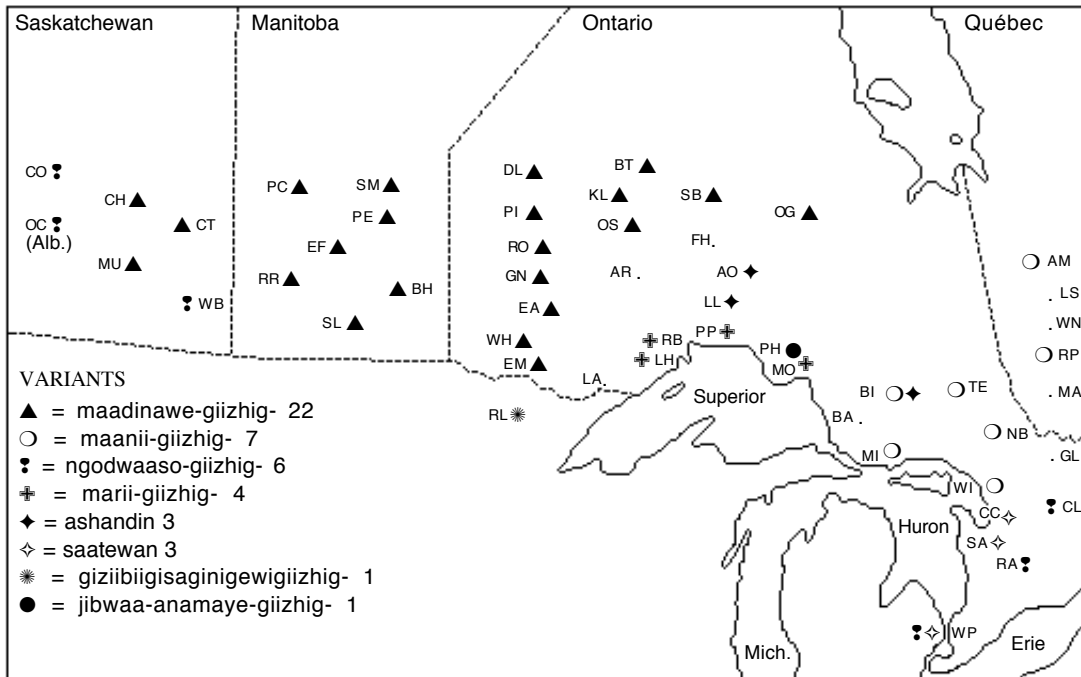 Saskatchewan Manitoba Ontario Québec
CO
OC
(Alb.)
CH
CT
MU
WB
PC
SM
PE
EF
RR
BH
SL
DL
PI
RO
GN
EA
WH
EM
BT
KL
OS
SB
OG
FH
AR
AO
LL
PP
RB
LH
PH
MO
LA
RL
Superior
BA
BI
TE
MI
AM
LS
WN
RP
MA
NB
GL
WI
CC
CL
SA
RA
Huron
WP
Mich.
Erie
VARIANTS
= maadinawe-giizhig- 22
= maanii-giizhig- 7
= ngodwaaso-giizhig- 6
= marii-giizhig- 4
= ashandin 3
= saatewan 3
= giziibiigisaginigewigiizhig- 1
= jibwaa-anamaye-giizhig- 1